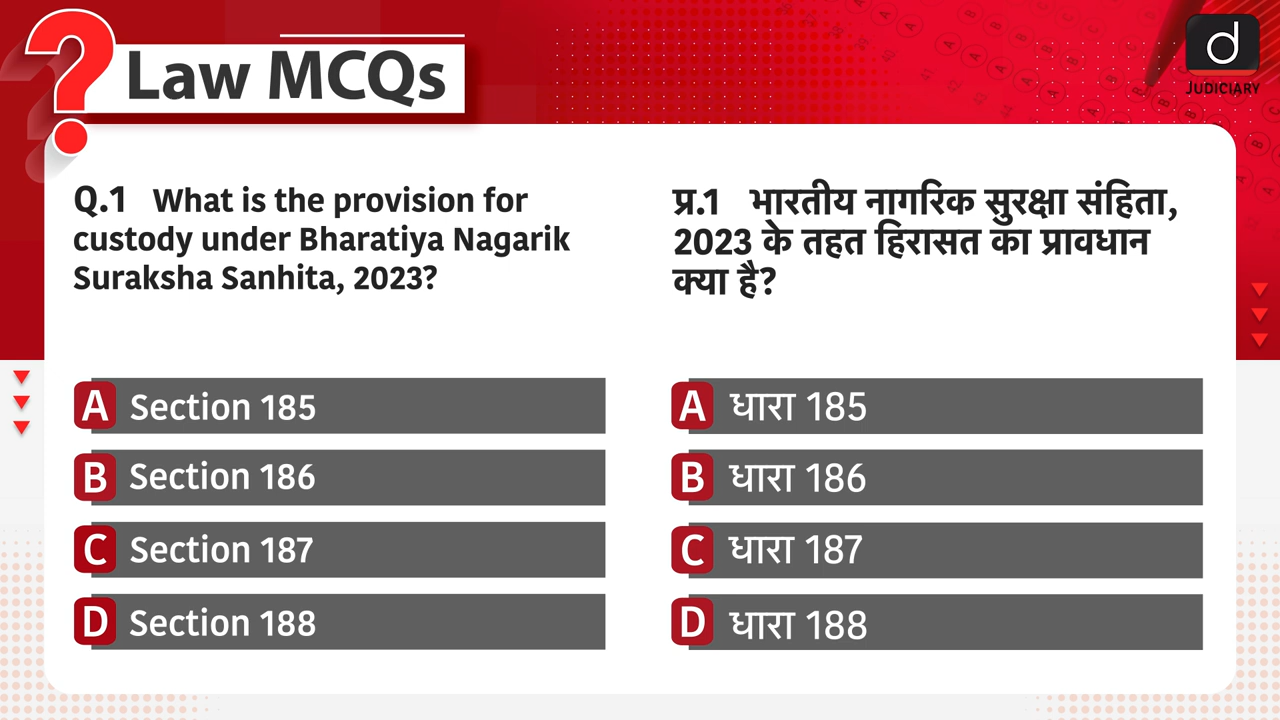 ?
Law MCQs
d
JUDICIARY
Q.1 What is the provision for
custody under Bharatiya Nagarik
Suraksha Sanhita, 2023?
A Section 185
B Section 186
C Section 187
D Section 188
प्र.1 भारतीय नागरिक सुरक्षा संहिता,
2023 के तहत हिरासत का प्रावधान
क्या है?
A धारा 185
B धारा 186
C धारा 187
D धारा 188